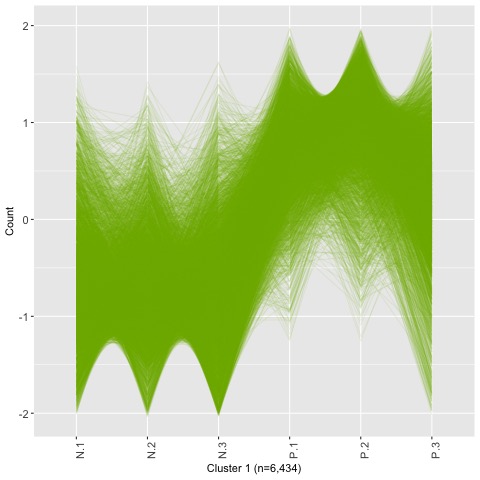 2
1
0
-1
-2
Count
N.1
N.2
N.3
P.1
P.2
P.3
Cluster 1 (n=6,434)